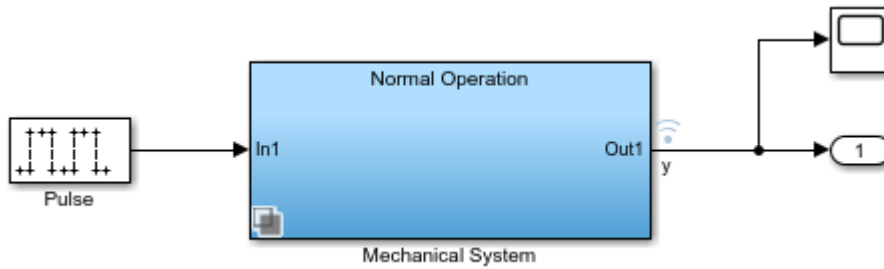 Normal Operation
In1
Out1
1
y
Pulse
Mechanical System